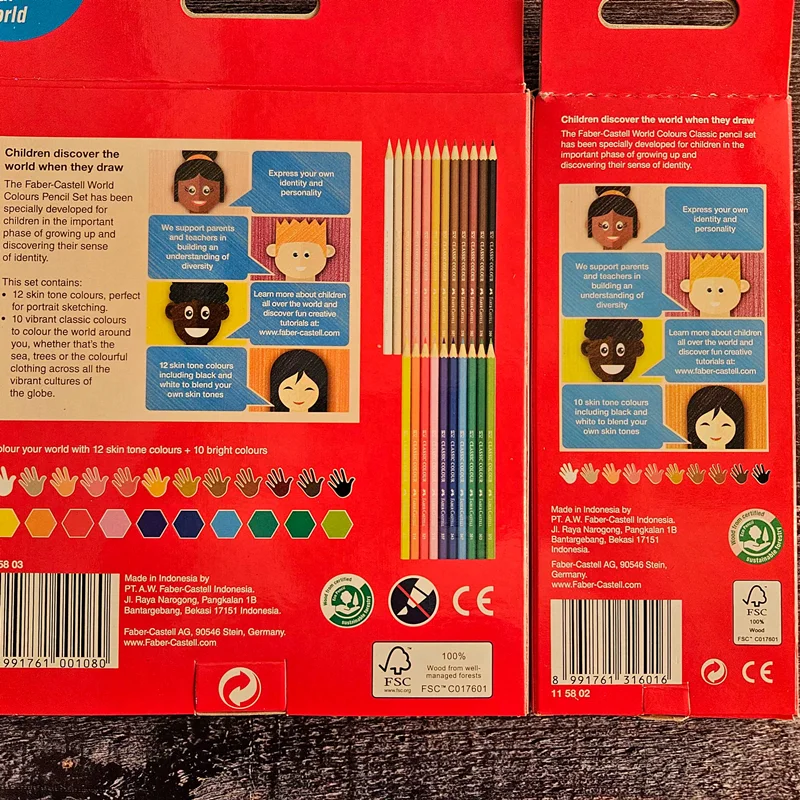 orld
Children discover the
world when they draw
The Faber-Castell World
Colours Pencil Set has been
specially developed for
children in the important
phase of growing up and
discovering their sense
of identity.
This set contains:
• 12 skin tone colours, perfect
for portrait sketching.
• 10 vibrant classic colours
to colour the world around
you, whether that's the
sea, trees or the colourful
clothing across all the
vibrant cultures of
the globe.
Express your own
identity and
personality
We support parents
and teachers in
building an
understanding of
diversity
Learn more about children
all over the world and
discover fun creative
tutorials at:
www.faber-castell.com
12 skin tone colours
including black and
white to blend your
own skin tones
CLASSIC COLOUR
FABER-CASTELL
olour your world with 12 skin tone colours + 10 bright colours
58 03
991761 001080
Made in Indonesia by
PT. A.W. Faber-Castell Indonesia.
Jl. Raya Narogong, Pangkalan 1B
Bantargebang, Bekasi 17151 Indonesia.
Faber-Castell AG, 90546 Stein, Germany.
www.Faber-Castell.com
Wood from certified
sustainable forestry
CE
FSC
www.fsc.org
100%
Wood from well-
managed forests
FSC™ C017601
Children discover the world when they draw
The Faber-Castell World Colours Classic pencil set
has been specially developed for children in the
important phase of growing up and
discovering their sense of identity.
Express your own
identity and
personality
We support parents
and teachers in
building an
understanding of
diversity
Learn more about children
all over the world and
discover fun creative
tutorials at:
www.faber-castell.com
10 skin tone colours
including black and
white to blend your
own skin tones
Made in Indonesia by
PT. A.W. Faber-Castell Indonesia.
Jl. Raya Narogong, Pangkalan 1B
Bantargebang, Bekasi 17151
Indonesia.
Faber-Castell AG, 90546 Stein,
Germany.
www.Faber-Castell.com
Wood from certified
sustainable forestry
FSC
100%
Wood
FSC™ C017601
8 991761 316016
11 58 02
CE